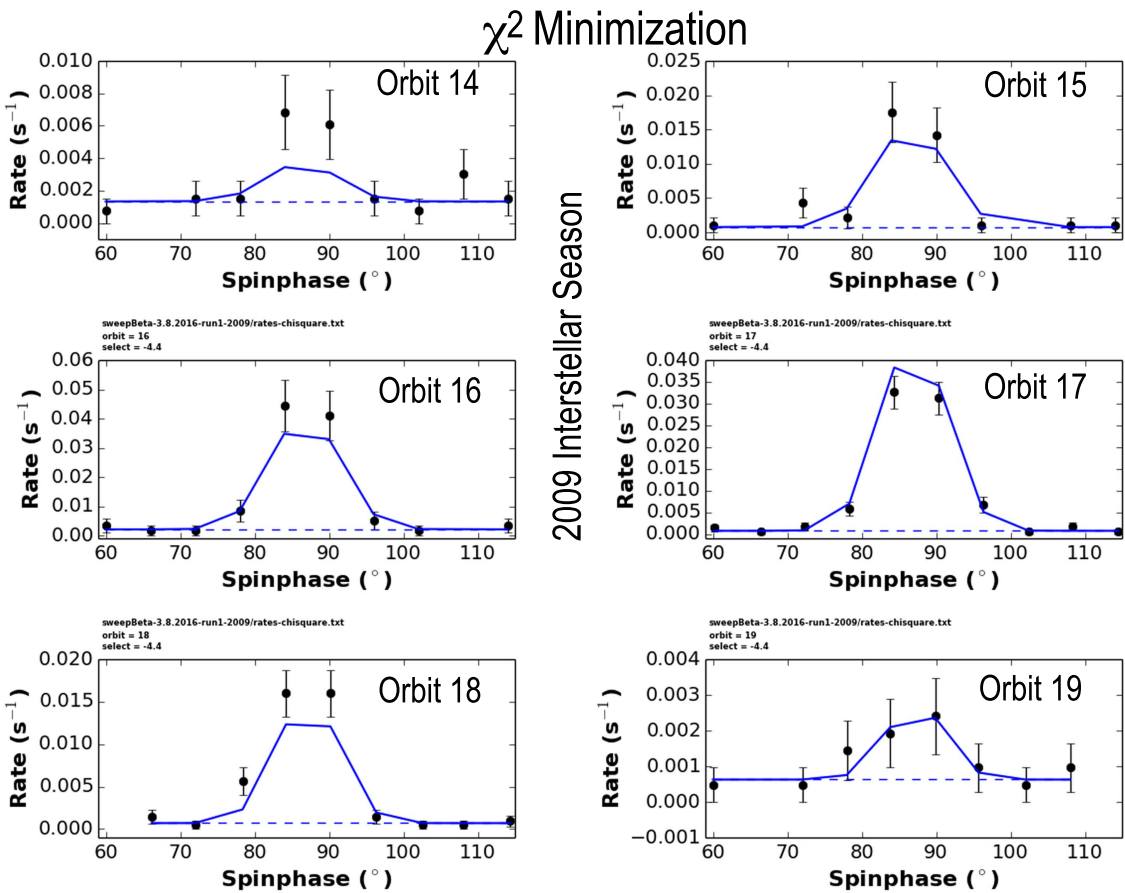 χ² Minimization
Orbit 14
0.010
0.008
0.006
0.004
0.002
0.000
Rate (s⁻¹)
60 70 80 90 100 110
Spinphase (°)
Orbit 15
0.025
0.020
0.015
0.010
0.005
0.000
Rate (s⁻¹)
60 70 80 90 100 110
Spinphase (°)
2009 Interstellar Season
sweepBeta-3.8.2016-run1-2009/rates-chisquare.txt
orbit = 16
select = -4.4
Orbit 16
0.06
0.05
0.04
0.03
0.02
0.01
0.00
Rate (s⁻¹)
60 70 80 90 100 110
Spinphase (°)
sweepBeta-3.8.2016-run1-2009/rates-chisquare.txt
orbit = 17
select = -4.4
Orbit 17
0.040
0.035
0.030
0.025
0.020
0.015
0.010
0.005
0.000
Rate (s⁻¹)
60 70 80 90 100 110
Spinphase (°)
sweepBeta-3.8.2016-run1-2009/rates-chisquare.txt
orbit = 18
select = -4.4
Orbit 18
0.020
0.015
0.010
0.005
0.000
Rate (s⁻¹)
60 70 80 90 100 110
Spinphase (°)
sweepBeta-3.8.2016-run1-2009/rates-chisquare.txt
orbit = 19
select = -4.4
Orbit 19
0.004
0.003
0.002
0.001
0.000
−0.001
Rate (s⁻¹)
60 70 80 90 100 110
Spinphase (°)